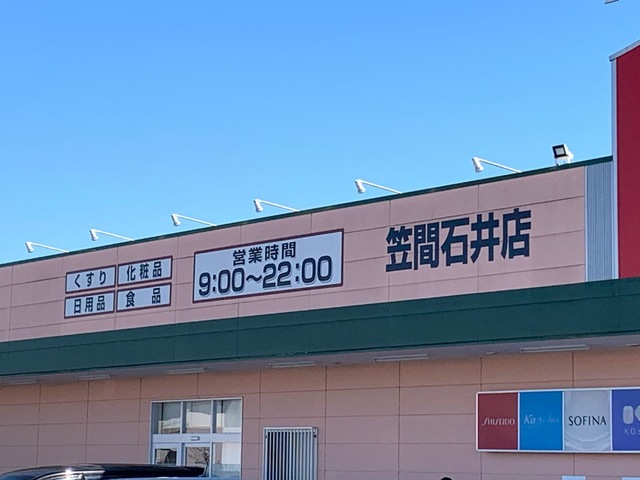 くすり
化粧品
日用品
食品
営業時間
9:00〜22:00
笠間石井店
SHISEIDO
Kanebo
SOFINA